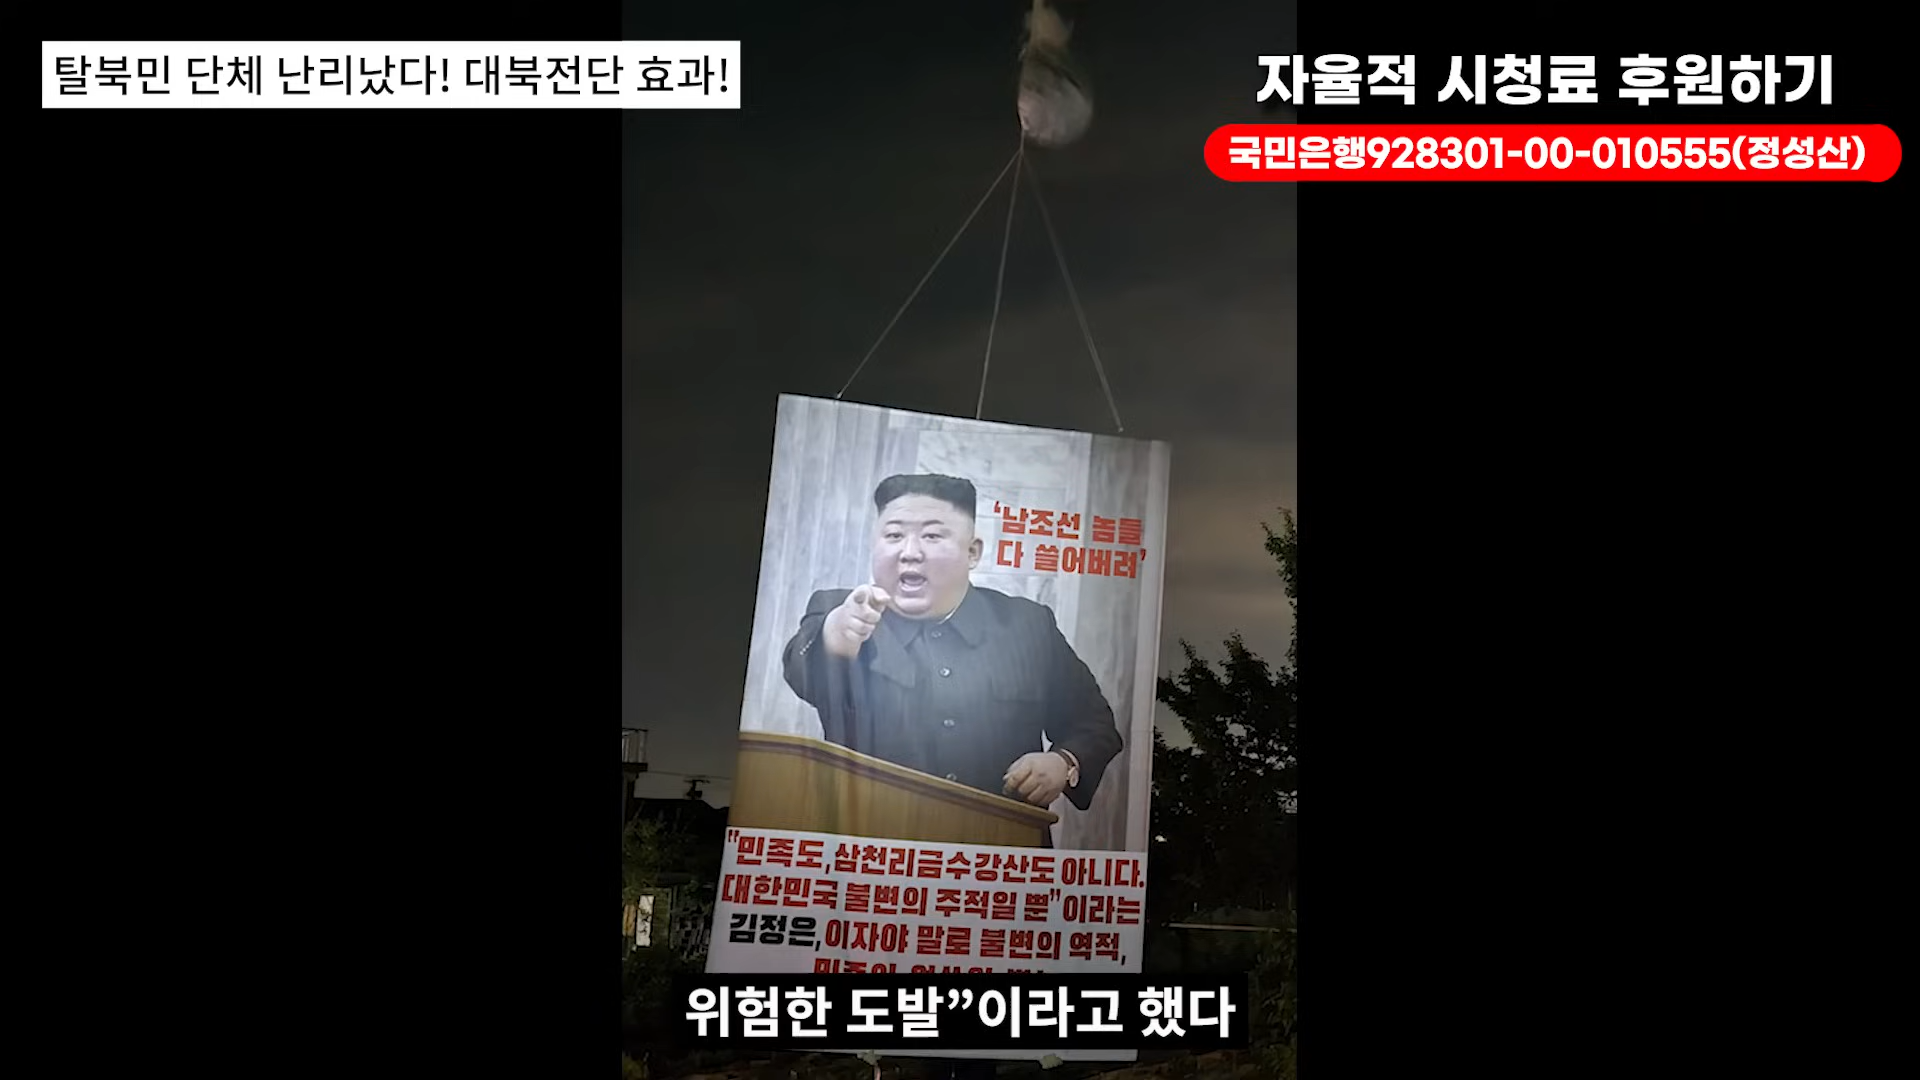 탈북민 단체 난리났다! 대북전단 효과!
자율적 시청료 후원하기
국민은행928301-00-010555(정성산)
‘남조선 놈들
다 쓸어버려’
"민족도,삼천리금수강산도 아니다.
대한민국 불변의 주적일 뿐"이라는
김정은,이자야 말로 불변의 역적,
위험한 도발”이라고 했다